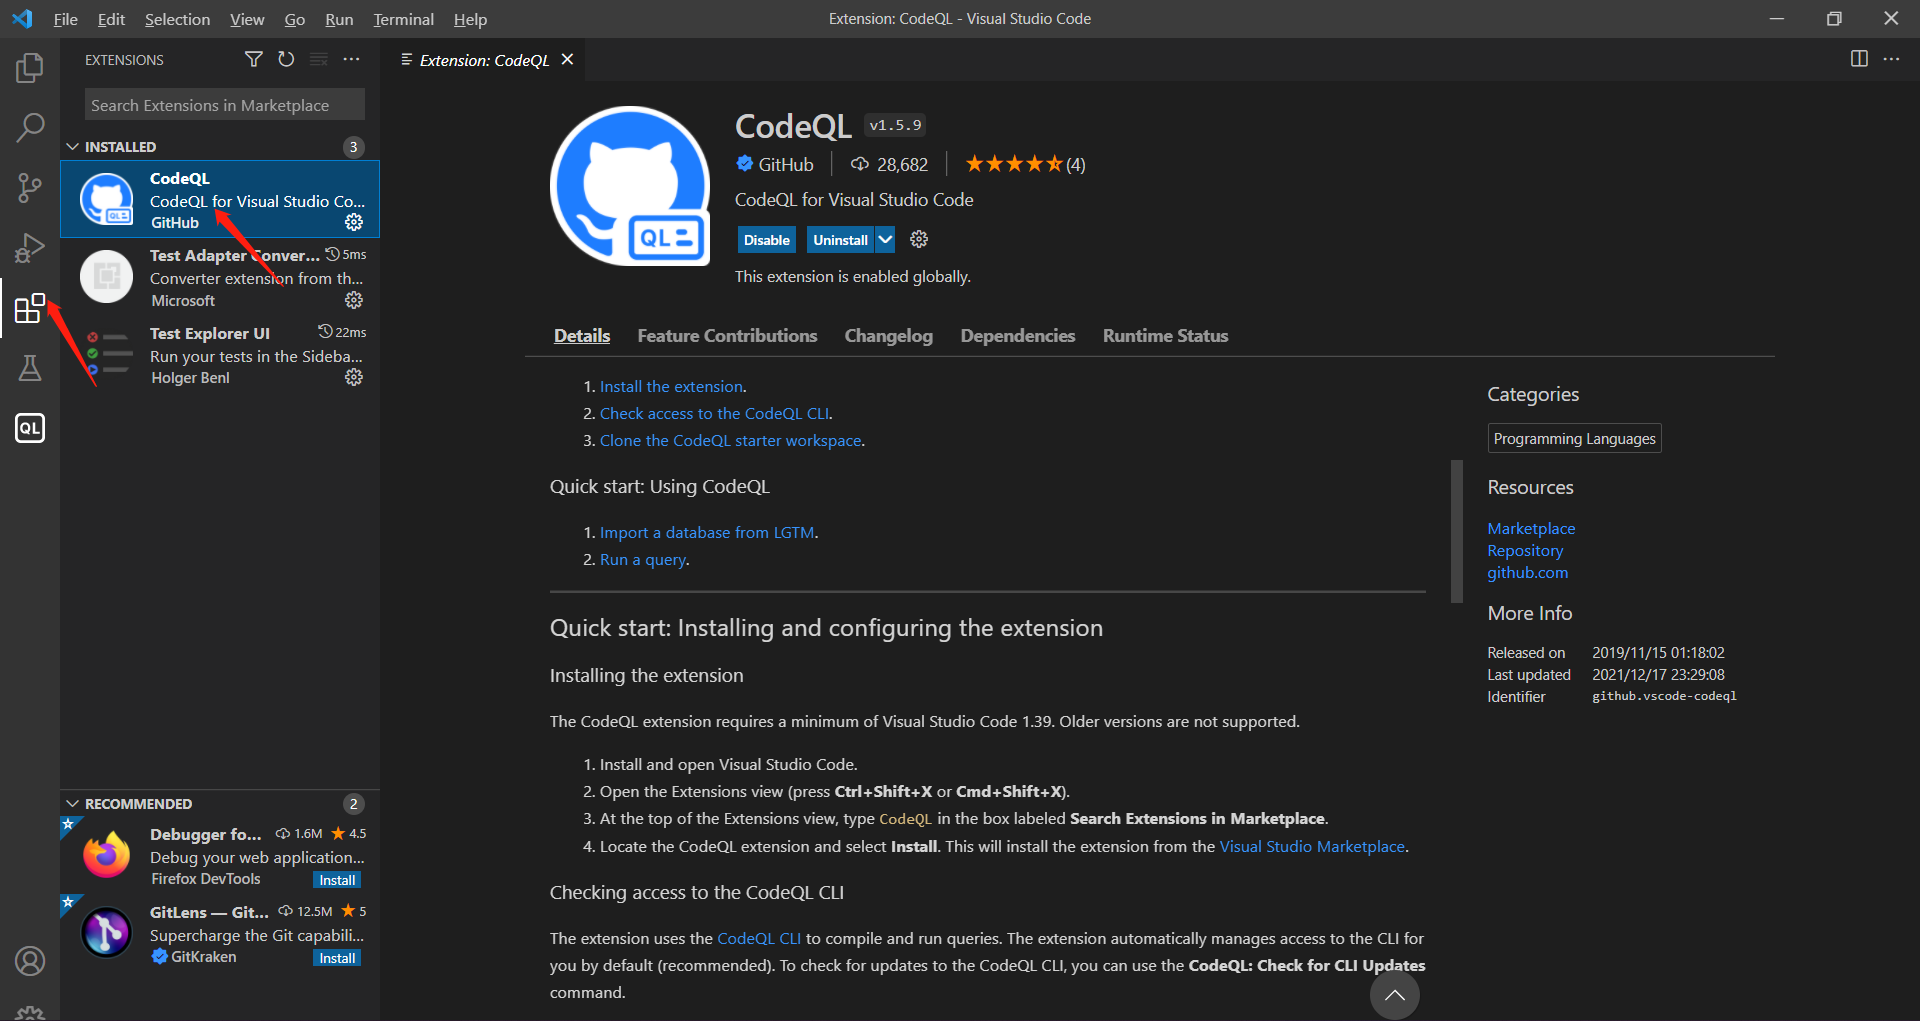 File Edit Selection View Go Run Terminal Help
Extension: CodeQL - Visual Studio Code
EXTENSIONS
Search Extensions in Marketplace
INSTALLED 3
CodeQL
CodeQL for Visual Studio Co...
GitHub
Test Adapter Conver... 5ms
Converter extension from th...
Microsoft
Test Explorer UI 22ms
Run your tests in the Sideba...
Holger Benl
QL
RECOMMENDED 2
Debugger fo... 1.6M 4.5
Debug your web application...
Firefox DevTools Install
GitLens — Git... 12.5M 5
Supercharge the Git capabili...
GitKraken Install
Extension: CodeQL
QL
CodeQL v1.5.9
GitHub 28,682 (4)
CodeQL for Visual Studio Code
Disable Uninstall
This extension is enabled globally.
Details Feature Contributions Changelog Dependencies Runtime Status
1. Install the extension.
2. Check access to the CodeQL CLI.
3. Clone the CodeQL starter workspace.
Quick start: Using CodeQL
1. Import a database from LGTM.
2. Run a query.
Quick start: Installing and configuring the extension
Installing the extension
The CodeQL extension requires a minimum of Visual Studio Code 1.39. Older versions are not supported.
1. Install and open Visual Studio Code.
2. Open the Extensions view (press Ctrl+Shift+X or Cmd+Shift+X).
3. At the top of the Extensions view, type CodeQL in the box labeled Search Extensions in Marketplace.
4. Locate the CodeQL extension and select Install. This will install the extension from the Visual Studio Marketplace.
Checking access to the CodeQL CLI
The extension uses the CodeQL CLI to compile and run queries. The extension automatically manages access to the CLI for
you by default (recommended). To check for updates to the CodeQL CLI, you can use the CodeQL: Check for CLI Updates
command.
Categories
Programming Languages
Resources
Marketplace
Repository
github.com
More Info
Released on 2019/11/15 01:18:02
Last updated 2021/12/17 23:29:08
Identifier github.vscode-codeql